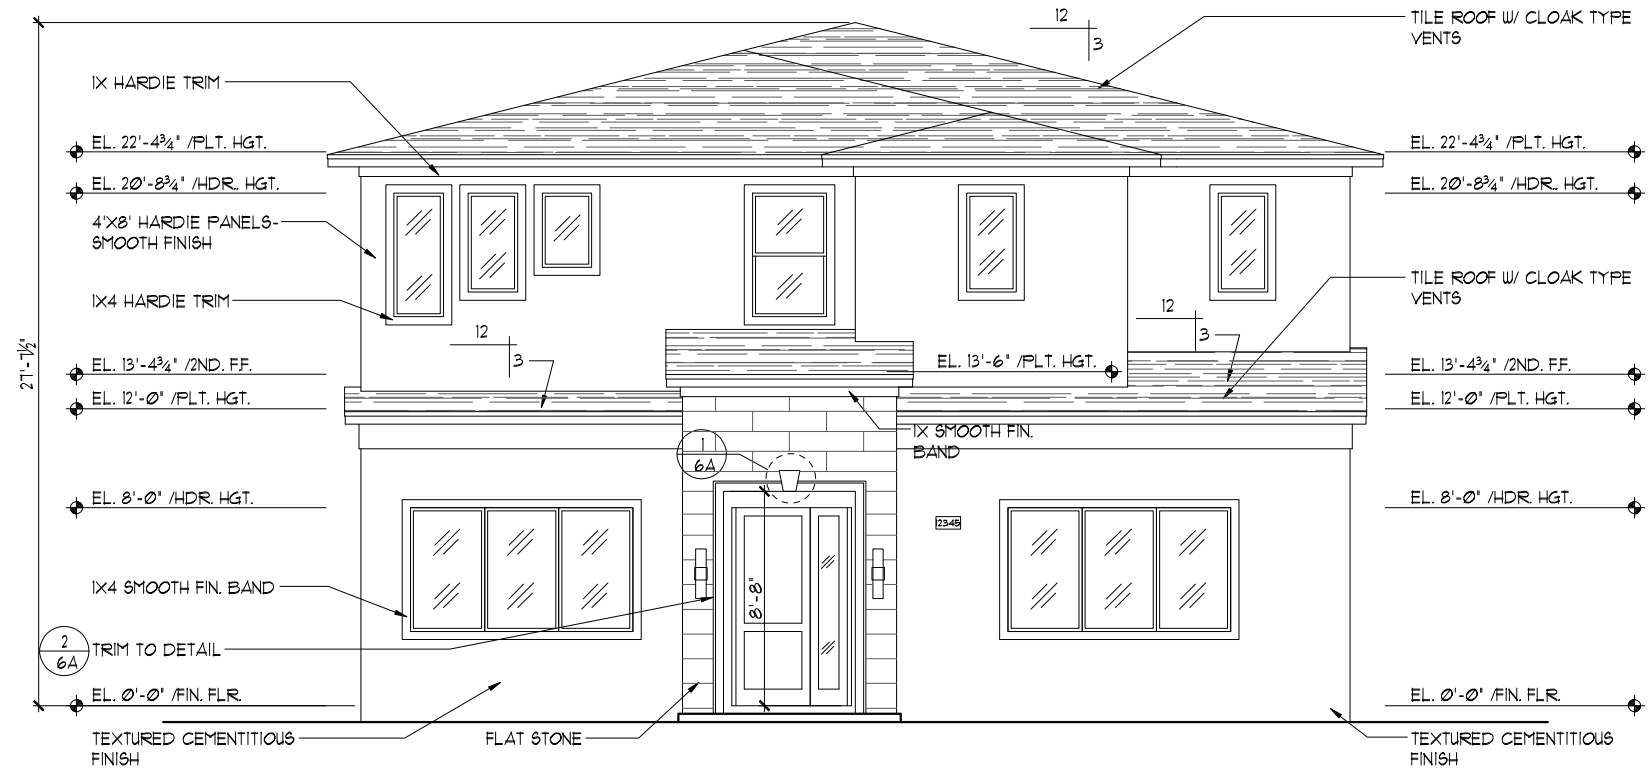 12
3
TILE ROOF W/ CLOAK TYPE
VENTS
1X HARDIE TRIM
EL. 22'-4¾" /PLT. HGT.
EL. 22'-4¾" /PLT. HGT.
EL. 20'-8¾" /HDR.. HGT.
EL. 20'-8¾" /HDR.. HGT.
4'X8' HARDIE PANELS-
SMOOTH FINISH
TILE ROOF W/ CLOAK TYPE
VENTS
1X4 HARDIE TRIM
12
3
12
3
27'-7½"
EL. 13'-4¾" /2ND. F.F.
EL. 13'-6" /PLT. HGT.
EL. 13'-4¾" /2ND. F.F.
EL. 12'-0" /PLT. HGT.
EL. 12'-0" /PLT. HGT.
1X SMOOTH FIN.
BAND
1
6A
EL. 8'-0" /HDR. HGT.
EL. 8'-0" /HDR. HGT.
2345
8'-8"
1X4 SMOOTH FIN. BAND
2
6A
TRIM TO DETAIL
EL. 0'-0" /FIN. FLR.
EL. 0'-0" /FIN. FLR.
TEXTURED CEMENTITIOUS
FINISH
FLAT STONE
TEXTURED CEMENTITIOUS
FINISH